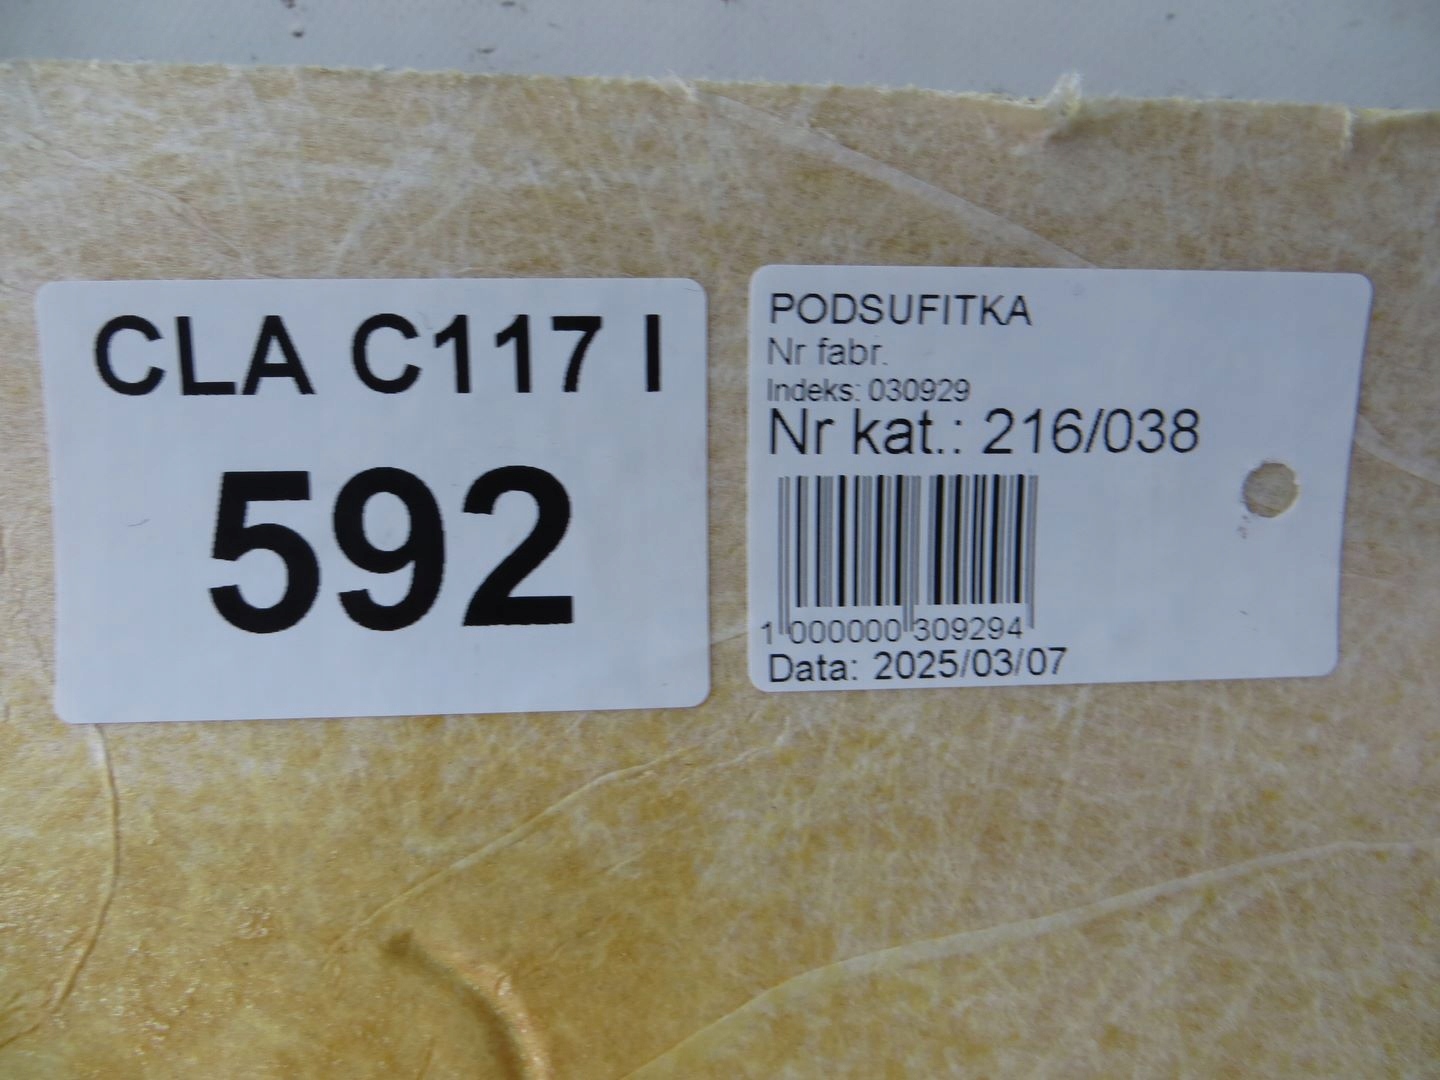 CLA C117 I
592
PODSUFITKA
Nr fabr.
Indeks: 030929
Nr kat.: 216/038
1 000000 309294
Data: 2025/03/07